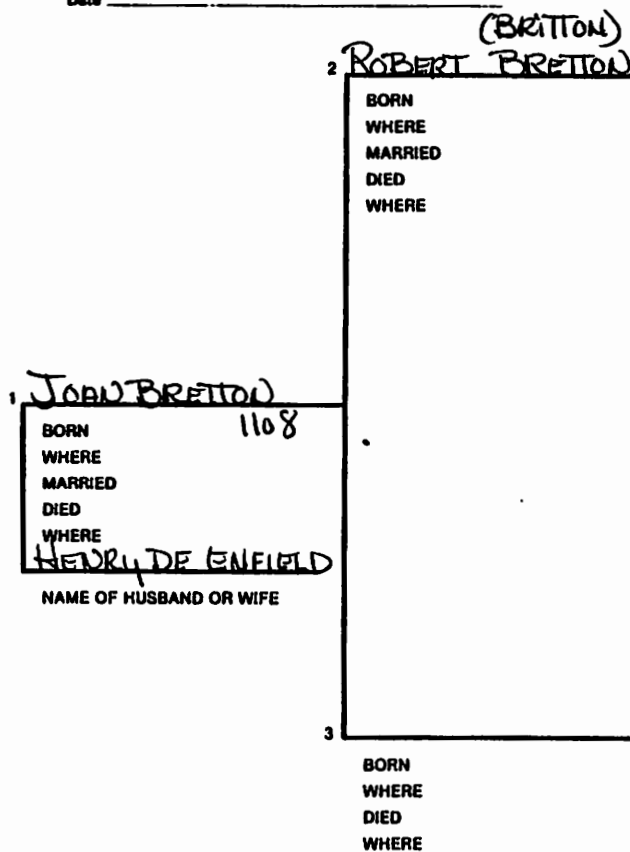 Date
(BRITTON)
2 ROBERT BRETTON
BORN
WHERE
MARRIED
DIED
WHERE
1 JOAN BRETTON
1108
BORN
WHERE
MARRIED
DIED
WHERE
HENRY DE ENFIELD
NAME OF HUSBAND OR WIFE
3
BORN
WHERE
DIED
WHERE